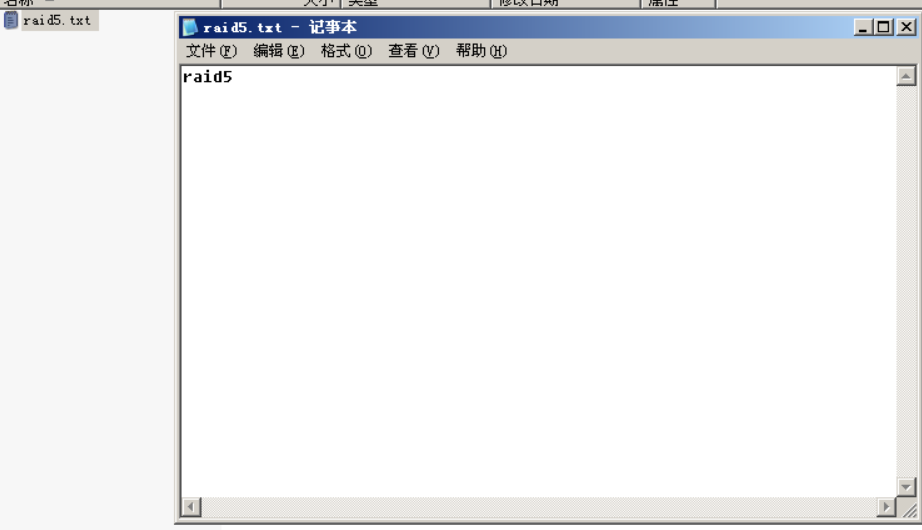 名称 大小 类型 修改日期 属性
raid5.txt
raid5.txt - 记事本
文件(F) 编辑(E) 格式(O) 查看(V) 帮助(H)
raid5